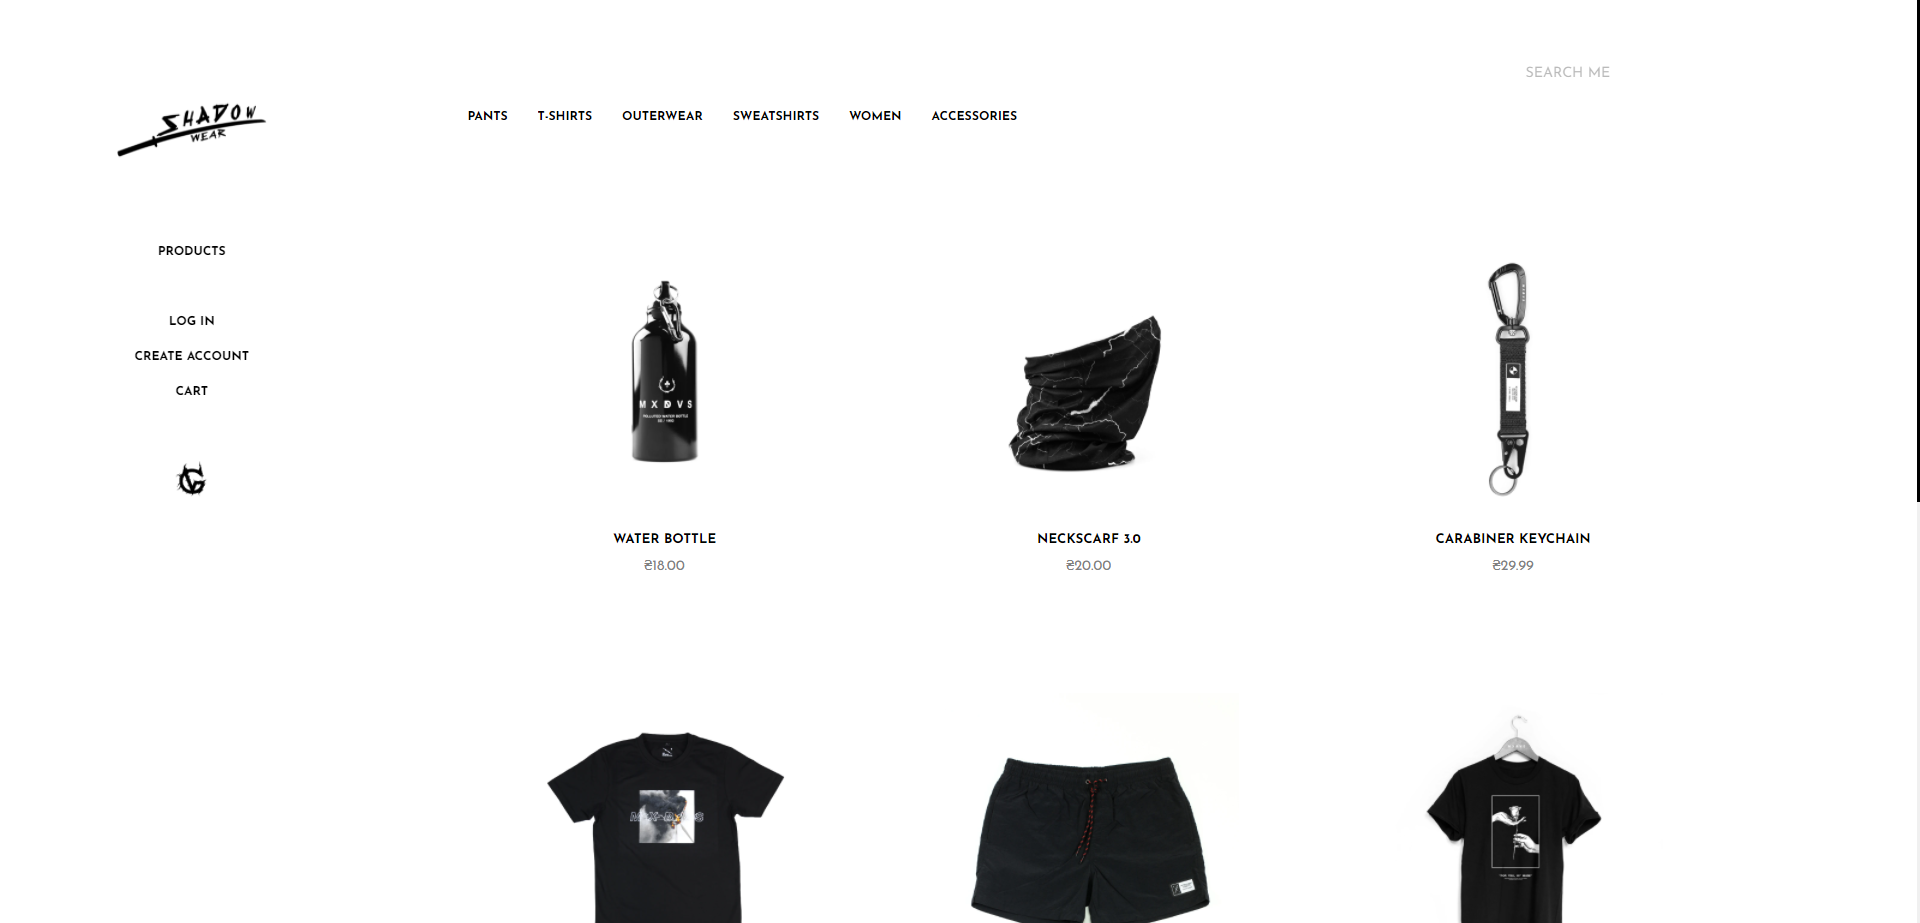 SEARCH ME
SHADOW
WEAR
PANTS T-SHIRTS OUTERWEAR SWEATSHIRTS WOMEN ACCESSORIES
PRODUCTS
LOG IN
CREATE ACCOUNT
CART
MXDVS
WATER BOTTLE
₴18.00
NECKSCARF 3.0
₴20.00
CARABINER KEYCHAIN
₴29.99